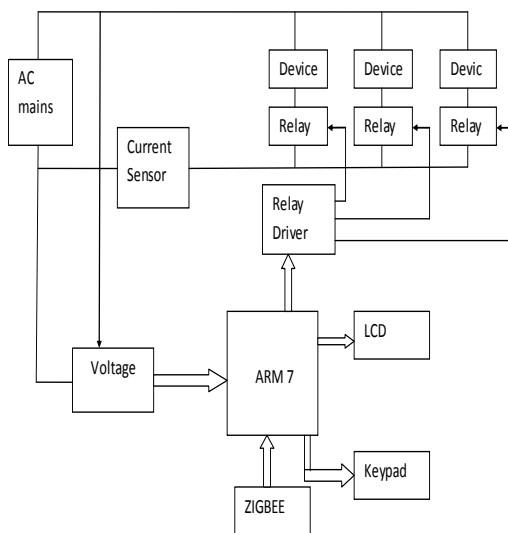 AC
mains
Device
Device
Devic
Relay
Relay
Relay
Current
Sensor
Relay
Driver
Voltage
ARM 7
LCD
Keypad
ZIGBEE